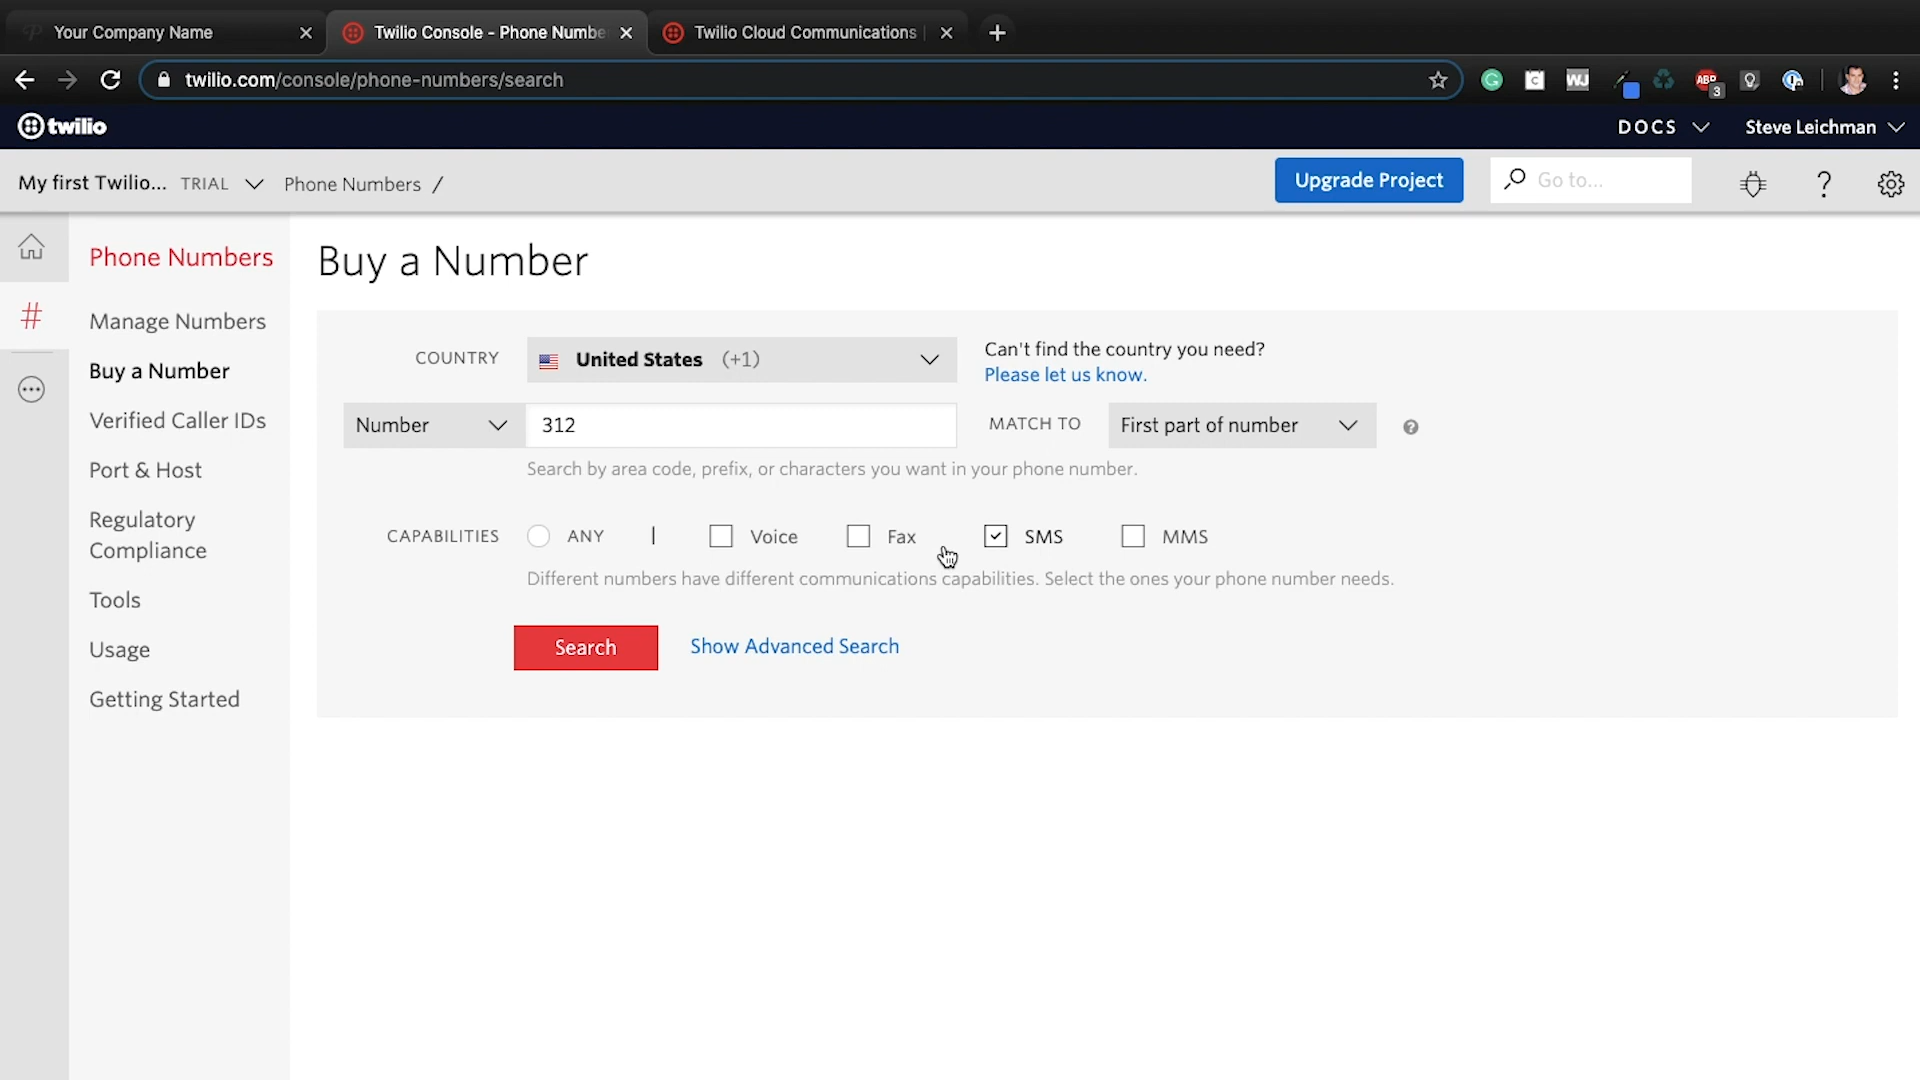 Your Company Name
Twilio Console - Phone Numbe
Twilio Cloud Communications
twilio.com/console/phone-numbers/search
ABP
3
twilio
DOCS
Steve Leichman
My first Twilio... TRIAL
Phone Numbers /
Upgrade Project
Go to...
?
Phone Numbers
Manage Numbers
Buy a Number
Verified Caller IDs
Port & Host
Regulatory
Compliance
Tools
Usage
Getting Started
#
Buy a Number
COUNTRY
United States (+1)
Can't find the country you need?
Please let us know.
Number
312
MATCH TO
First part of number
?
Search by area code, prefix, or characters you want in your phone number.
CAPABILITIES
ANY
|
Voice
Fax
SMS
MMS
Different numbers have different communications capabilities. Select the ones your phone number needs.
Search
Show Advanced Search